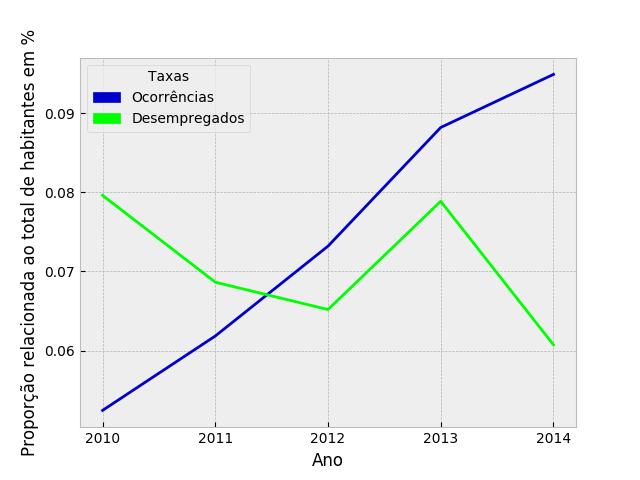 Proporção relacionada ao total de habitantes em %
Taxas
Ocorrências
Desempregados
0.09
0.08
0.07
0.06
2010 2011 2012 2013 2014
Ano